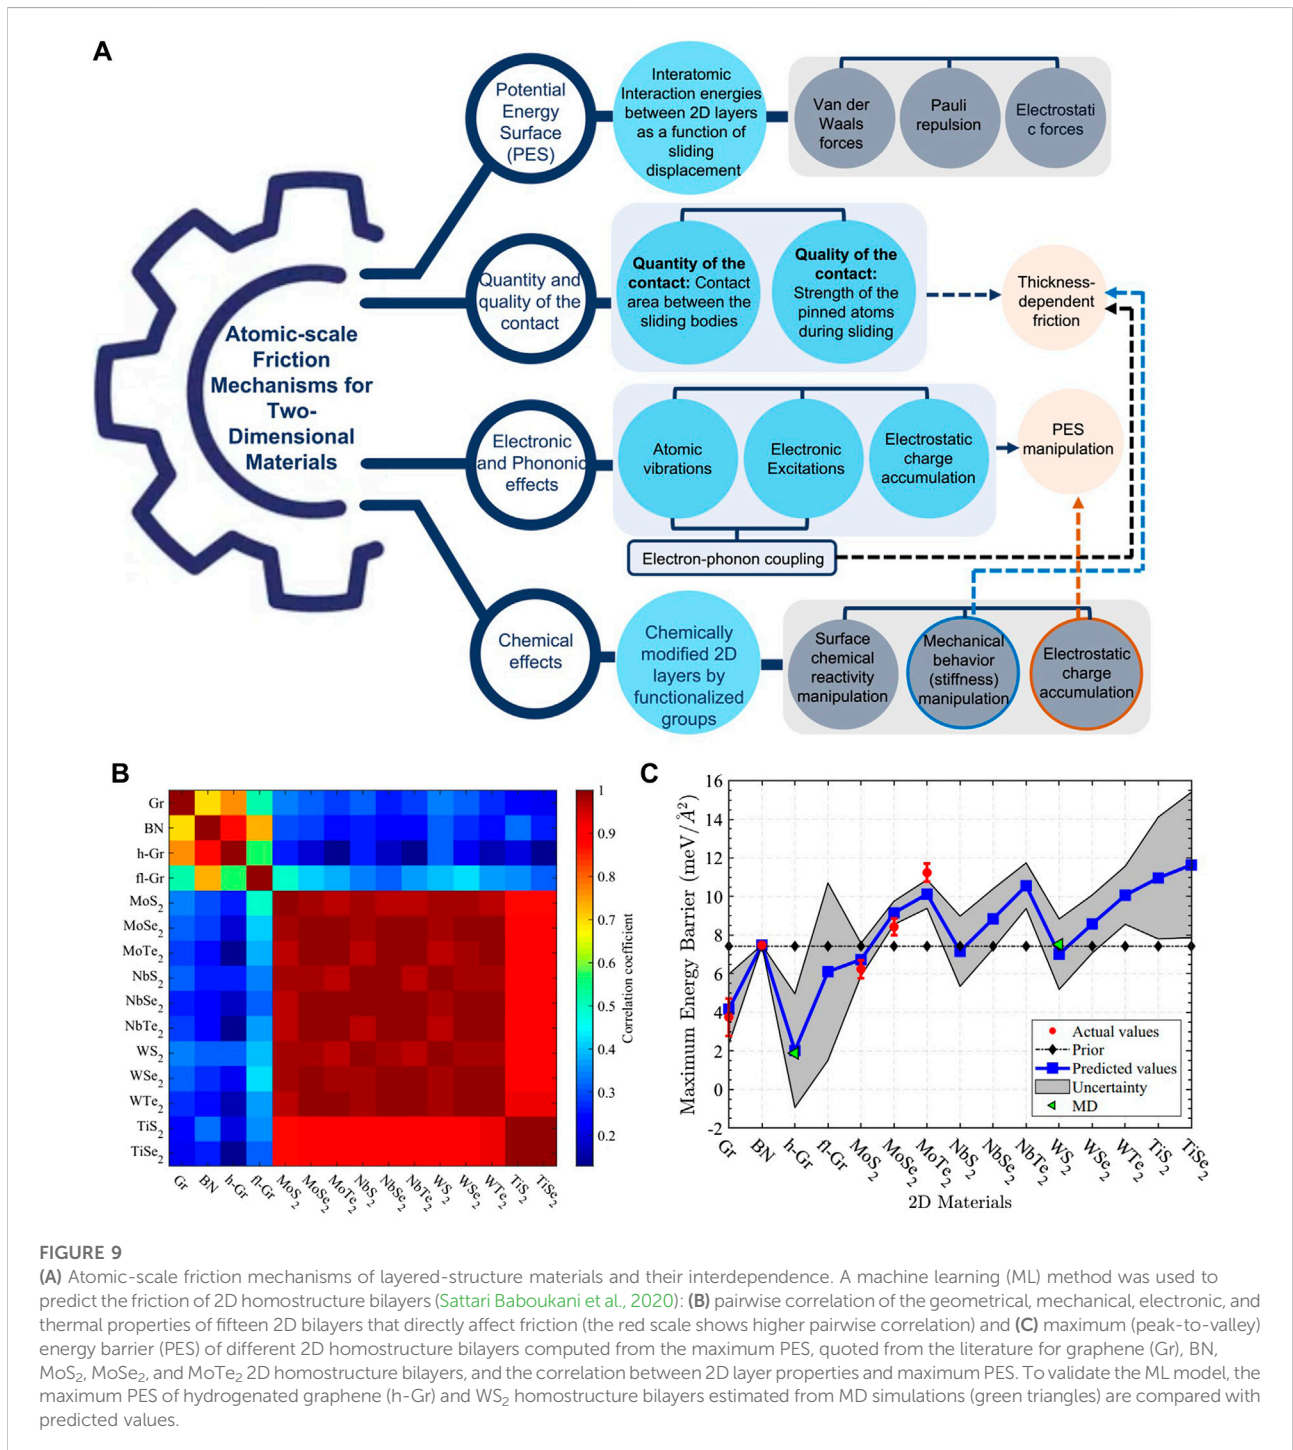 A
Potential
Energy
Surface
(PES)
Interatomic
Interaction energies
between 2D layers
as a function of
sliding
displacement
Van der
Waals
forces
Pauli
repulsion
Electrostati
c forces
Quantity and
quality of the
contact
Quantity of the
contact: Contact
area between the
sliding bodies
Quality of the
contact:
Strength of the
pinned atoms
during sliding
Thickness-
dependent
friction
Atomic-scale
Friction
Mechanisms for
Two-
Dimensional
Materials
Electronic
and Phononic
effects
Atomic
vibrations
Electronic
Excitations
Electrostatic
charge
accumulation
PES
manipulation
Electron-phonon coupling
Chemical
effects
Chemically
modified 2D
layers by
functionalized
groups
Surface
chemical
reactivity
manipulation
Mechanical
behavior
(stiffness)
manipulation
Electrostatic
charge
accumulation
B
Gr
BN
h-Gr
fl-Gr
MoS2
MoSe2
MoTe2
NbS2
NbSe2
NbTe2
WS2
WSe2
WTe2
TiS2
TiSe2
Gr BN h-Gr fl-Gr MoS2 MoSe2 MoTe2 NbS2 NbSe2 NbTe2 WS2 WSe2 WTe2 TiS2 TiSe2
1
0.9
0.8
0.7
0.6
0.5
0.4
0.3
0.2
Correlation coefficient
C
Maximum Energy Barrier (meV/Å2)
16
14
12
10
8
6
4
2
0
-2
Actual values
Prior
Predicted values
Uncertainty
MD
Gr BN h-Gr fl-Gr MoS2 MoSe2 MoTe2 NbS2 NbSe2 NbTe2 WS2 WSe2 WTe2 TiS2 TiSe2
2D Materials
FIGURE 9
(A) Atomic-scale friction mechanisms of layered-structure materials and their interdependence. A machine learning (ML) method was used to
predict the friction of 2D homostructure bilayers (Sattari Baboukani et al., 2020): (B) pairwise correlation of the geometrical, mechanical, electronic, and
thermal properties of fifteen 2D bilayers that directly affect friction (the red scale shows higher pairwise correlation) and (C) maximum (peak-to-valley)
energy barrier (PES) of different 2D homostructure bilayers computed from the maximum PES, quoted from the literature for graphene (Gr), BN,
MoS2, MoSe2, and MoTe2 2D homostructure bilayers, and the correlation between 2D layer properties and maximum PES. To validate the ML model, the
maximum PES of hydrogenated graphene (h-Gr) and WS2 homostructure bilayers estimated from MD simulations (green triangles) are compared with
predicted values.